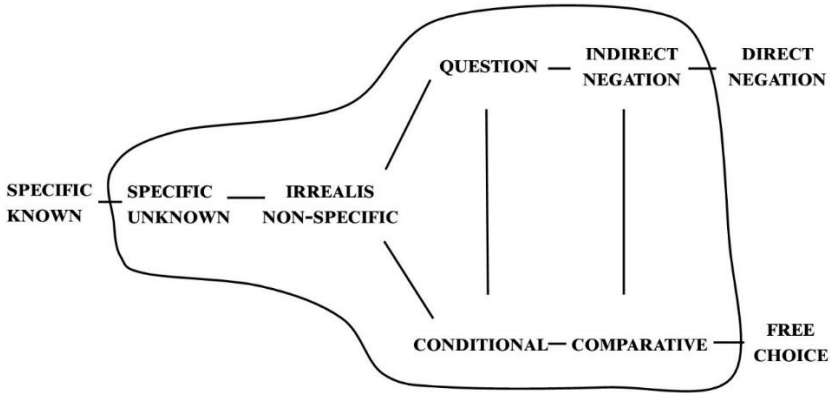 QUESTION
INDIRECT
NEGATION
DIRECT
NEGATION
SPECIFIC
KNOWN
SPECIFIC
UNKNOWN
IRREALIS
NON-SPECIFIC
CONDITIONAL
COMPARATIVE
FREE
CHOICE